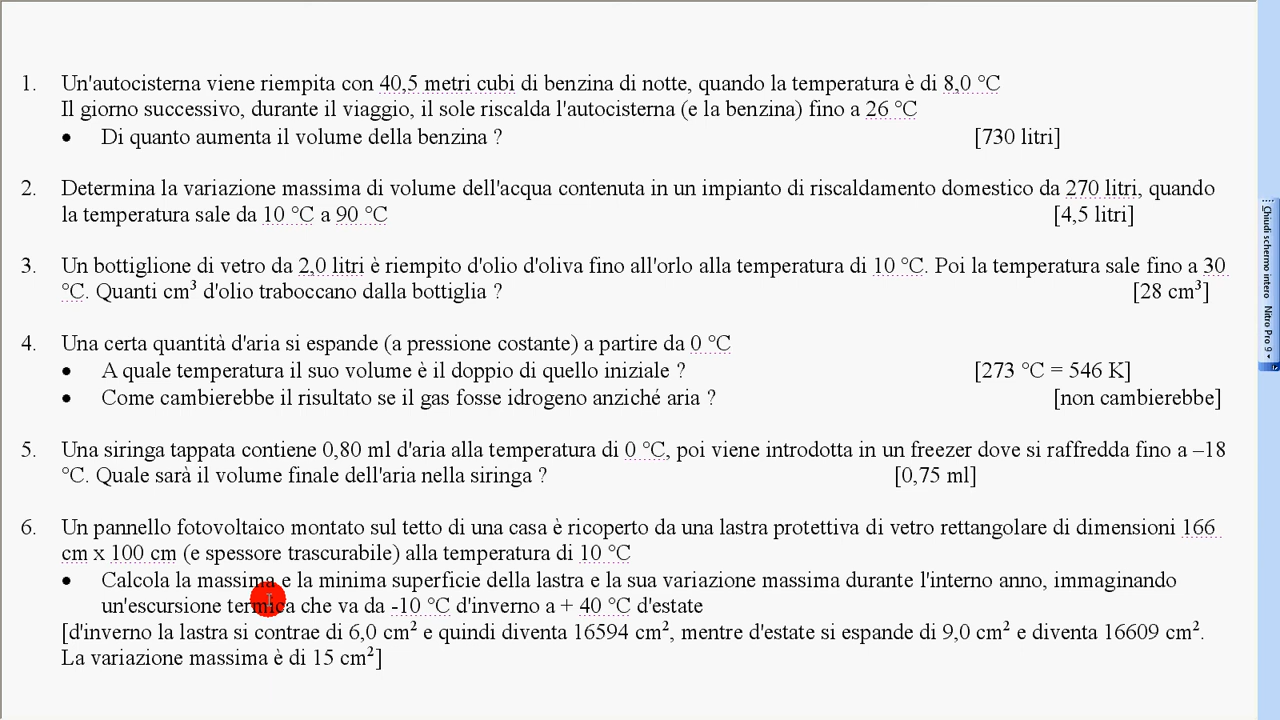 1. Un'autocisterna viene riempita con 40,5 metri cubi di benzina di notte, quando la temperatura è di 8,0 °C
Il giorno successivo, durante il viaggio, il sole riscalda l'autocisterna (e la benzina) fino a 26 °C
• Di quanto aumenta il volume della benzina ? [730 litri]
2. Determina la variazione massima di volume dell'acqua contenuta in un impianto di riscaldamento domestico da 270 litri, quando
la temperatura sale da 10 °C a 90 °C [4,5 litri]
3. Un bottiglione di vetro da 2,0 litri è riempito d'olio d'oliva fino all'orlo alla temperatura di 10 °C. Poi la temperatura sale fino a 30
°C. Quanti cm³ d'olio traboccano dalla bottiglia ? [28 cm³]
4. Una certa quantità d'aria si espande (a pressione costante) a partire da 0 °C
• A quale temperatura il suo volume è il doppio di quello iniziale ? [273 °C = 546 K]
• Come cambierebbe il risultato se il gas fosse idrogeno anziché aria ? [non cambierebbe]
5. Una siringa tappata contiene 0,80 ml d'aria alla temperatura di 0 °C, poi viene introdotta in un freezer dove si raffredda fino a –18
°C. Quale sarà il volume finale dell'aria nella siringa ? [0,75 ml]
6. Un pannello fotovoltaico montato sul tetto di una casa è ricoperto da una lastra protettiva di vetro rettangolare di dimensioni 166
cm x 100 cm (e spessore trascurabile) alla temperatura di 10 °C
• Calcola la massima e la minima superficie della lastra e la sua variazione massima durante l'interno anno, immaginando
un'escursione termica che va da -10 °C d'inverno a + 40 °C d'estate
[d'inverno la lastra si contrae di 6,0 cm² e quindi diventa 16594 cm², mentre d'estate si espande di 9,0 cm² e diventa 16609 cm².
La variazione massima è di 15 cm²]
Chiudi schermo intero Nitro Pro 9